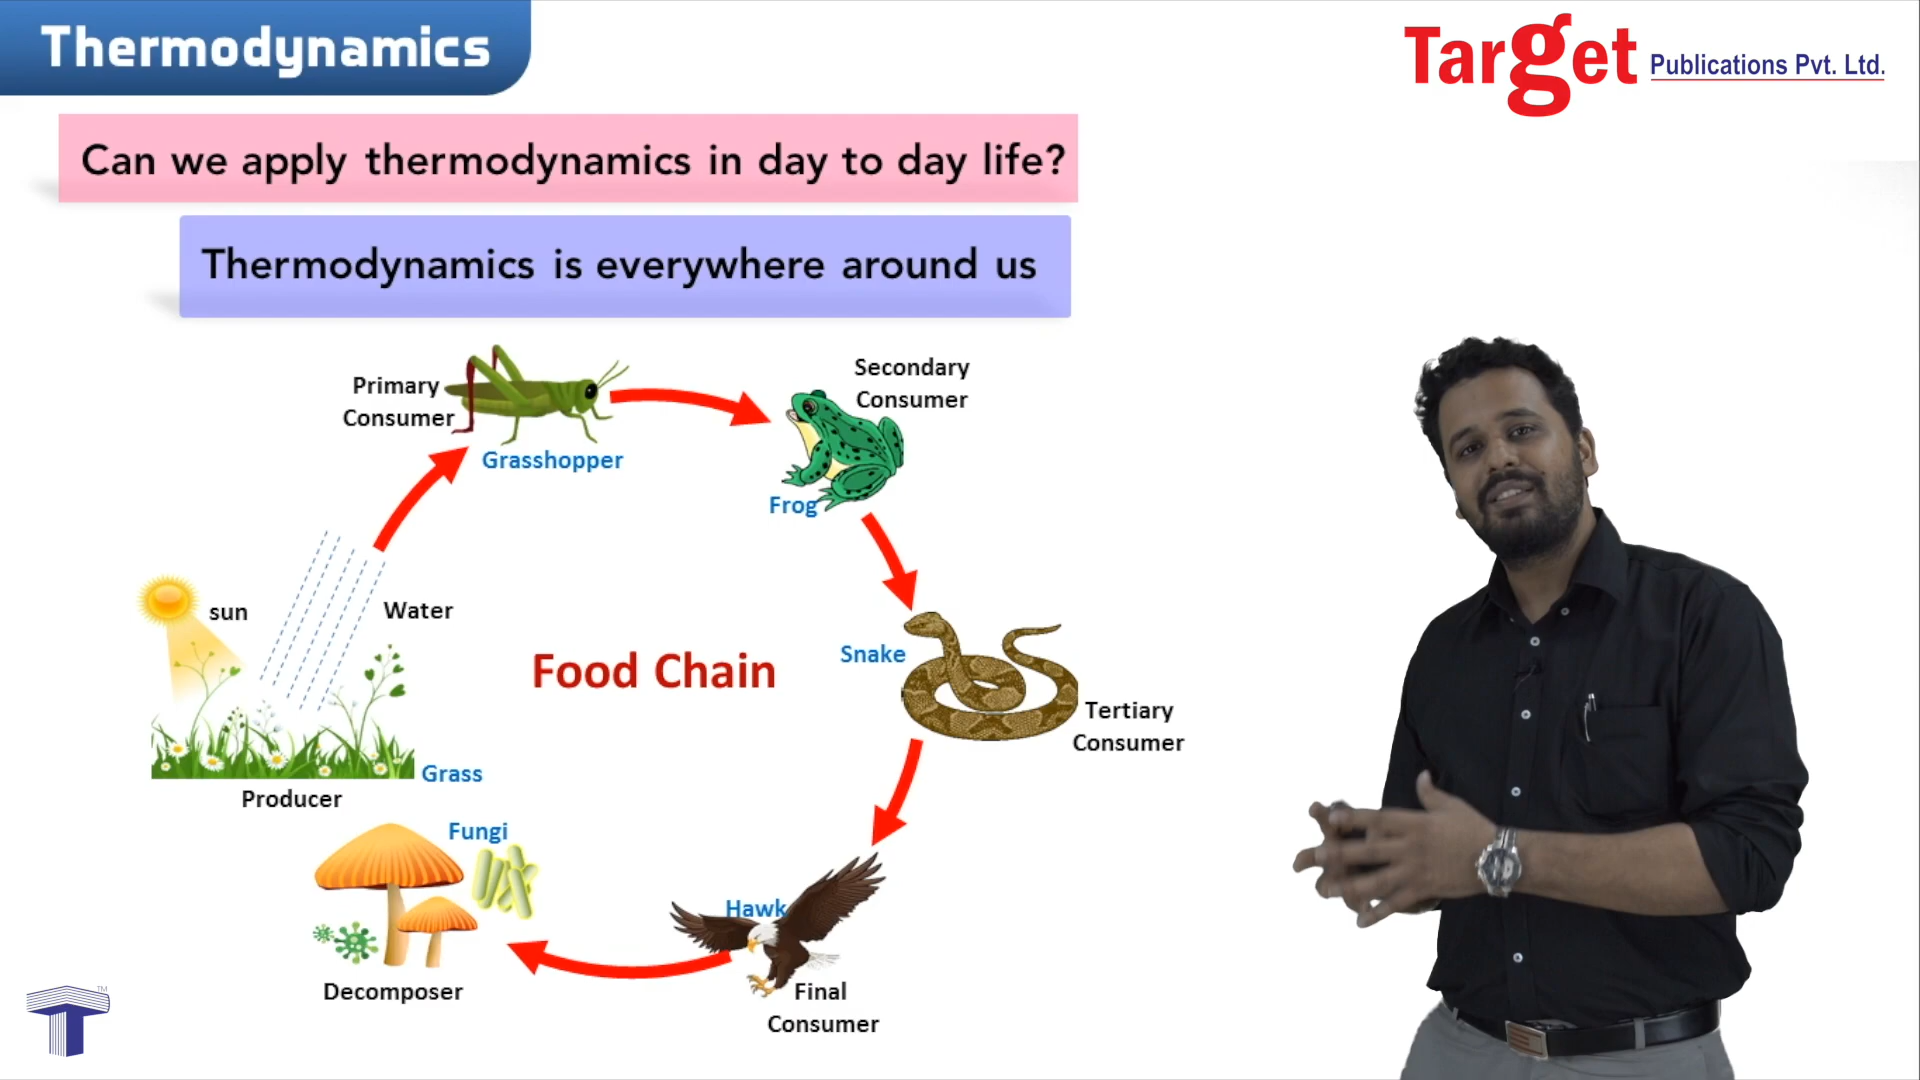 Thermodynamics
Target Publications Pvt. Ltd.
Can we apply thermodynamics in day to day life?
Thermodynamics is everywhere around us
Primary
Consumer
Grasshopper
Secondary
Consumer
Frog
sun
Water
Food Chain
Snake
Tertiary
Consumer
Grass
Producer
Fungi
Hawk
Decomposer
Final
Consumer
TM